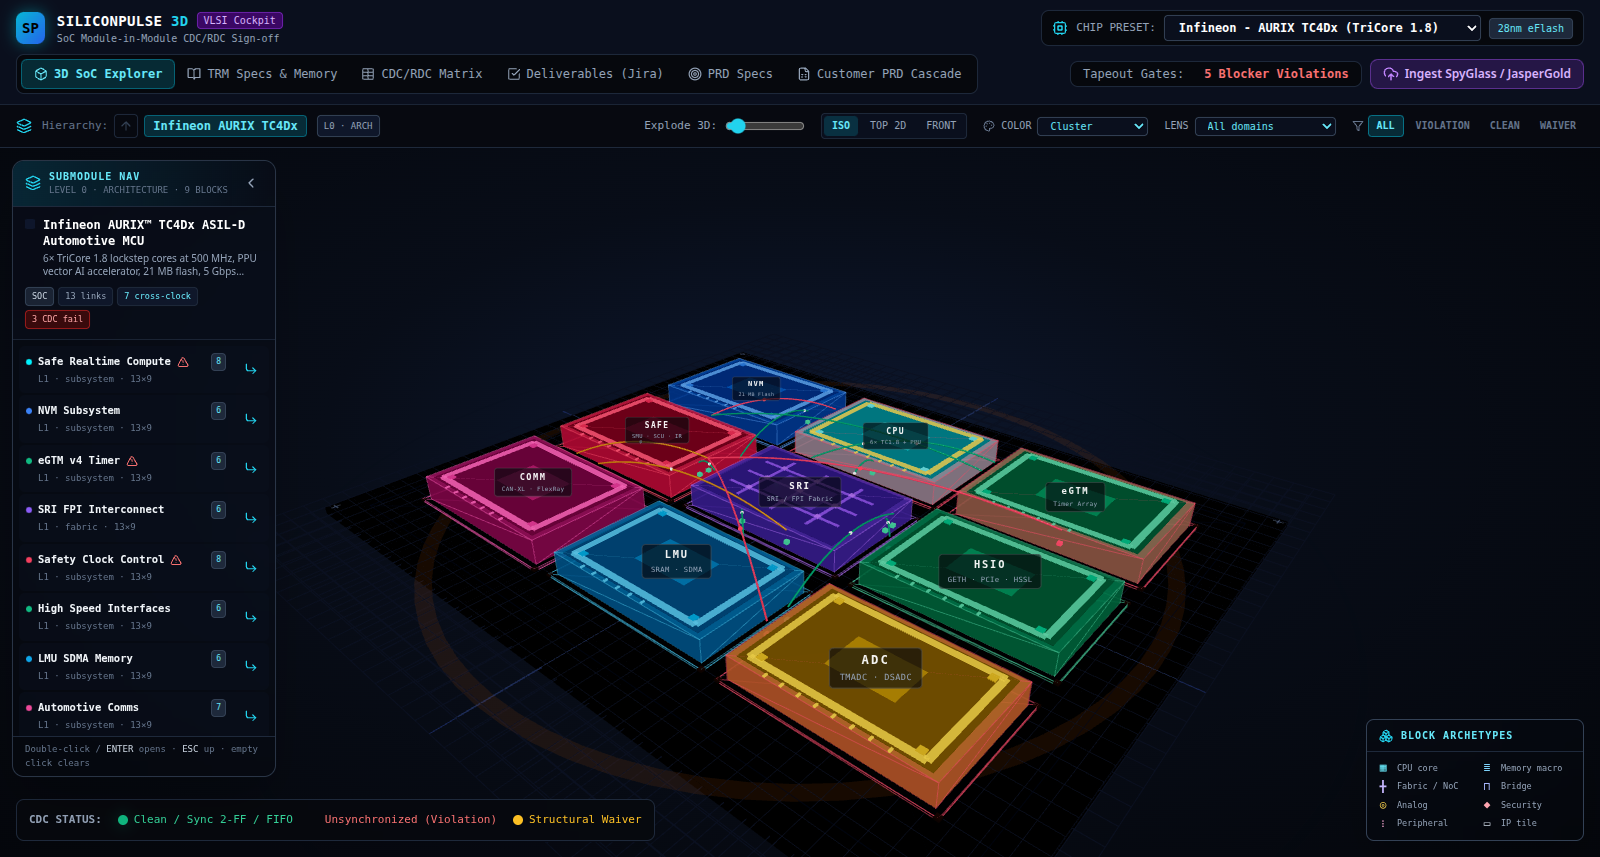 SP
SILICONPULSE 3D
VLSI Cockpit
SoC Module-in-Module CDC/RDC Sign-off
CHIP PRESET:
Infineon - AURIX TC4Dx (TriCore 1.8)
28nm eFlash
3D SoC Explorer
TRM Specs & Memory
CDC/RDC Matrix
Deliverables (Jira)
PRD Specs
Customer PRD Cascade
Tapeout Gates:
5 Blocker Violations
Ingest SpyGlass / JasperGold
Hierarchy:
Infineon AURIX TC4Dx
L0 · ARCH
Explode 3D:
ISO
TOP 2D
FRONT
COLOR
Cluster
LENS
All domains
ALL
VIOLATION
CLEAN
WAIVER
SUBMODULE NAV
LEVEL 0 · ARCHITECTURE · 9 BLOCKS
Infineon AURIX™ TC4Dx ASIL-D
Automotive MCU
6× TriCore 1.8 lockstep cores at 500 MHz, PPU
vector AI accelerator, 21 MB flash, 5 Gbps...
SOC
13 links
7 cross-clock
3 CDC fail
Safe Realtime Compute
8
L1 · subsystem · 13×9
NVM Subsystem
6
L1 · subsystem · 13×9
eGTM v4 Timer
6
L1 · subsystem · 13×9
SRI FPI Interconnect
6
L1 · fabric · 13×9
Safety Clock Control
8
L1 · subsystem · 13×9
High Speed Interfaces
6
L1 · subsystem · 13×9
LMU SDMA Memory
6
L1 · subsystem · 13×9
Automotive Comms
7
L1 · subsystem · 13×9
Double-click / ENTER opens · ESC up · empty
click clears
NVM
21 MB Flash
SAFE
SMU · SCU · IR
CPU
6× TC1.8 + PPU
COMM
CAN-XL · FlexRay
SRI
SRI / FPI Fabric
eGTM
Timer Array
LMU
SRAM · SDMA
HSIO
GETH · PCIe · HSSL
ADC
TMADC · DSADC
CDC STATUS:
Clean / Sync 2-FF / FIFO
Unsynchronized (Violation)
Structural Waiver
BLOCK ARCHETYPES
CPU core
Memory macro
Fabric / NoC
Bridge
Analog
Security
Peripheral
IP tile